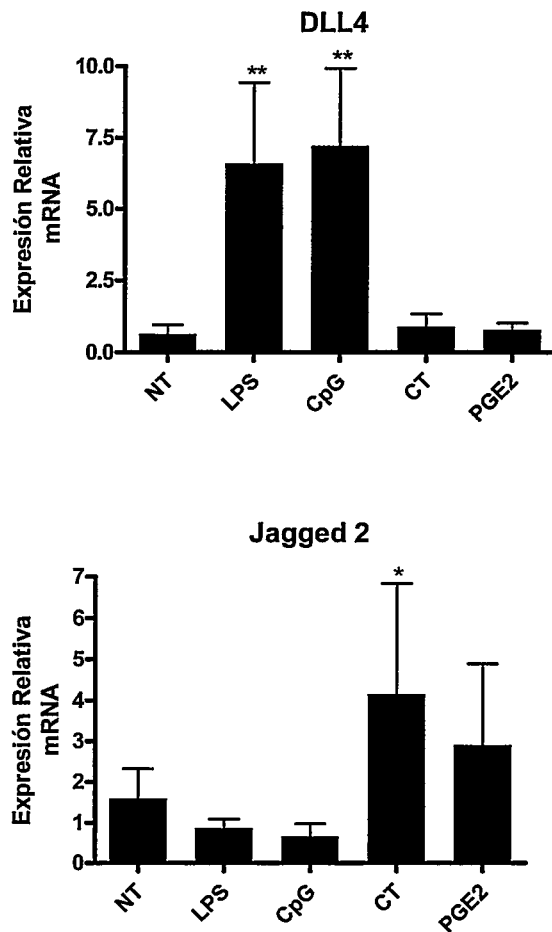 DLL4
**
**
10.0
7.5
5.0
2.5
0.0
Expresión Relativa
mRNA
NT
LPS
CpG
CT
PGE2
Jagged 2
*
7
6
5
4
3
2
1
0
Expresión Relativa
mRNA
NT
LPS
CpG
CT
PGE2